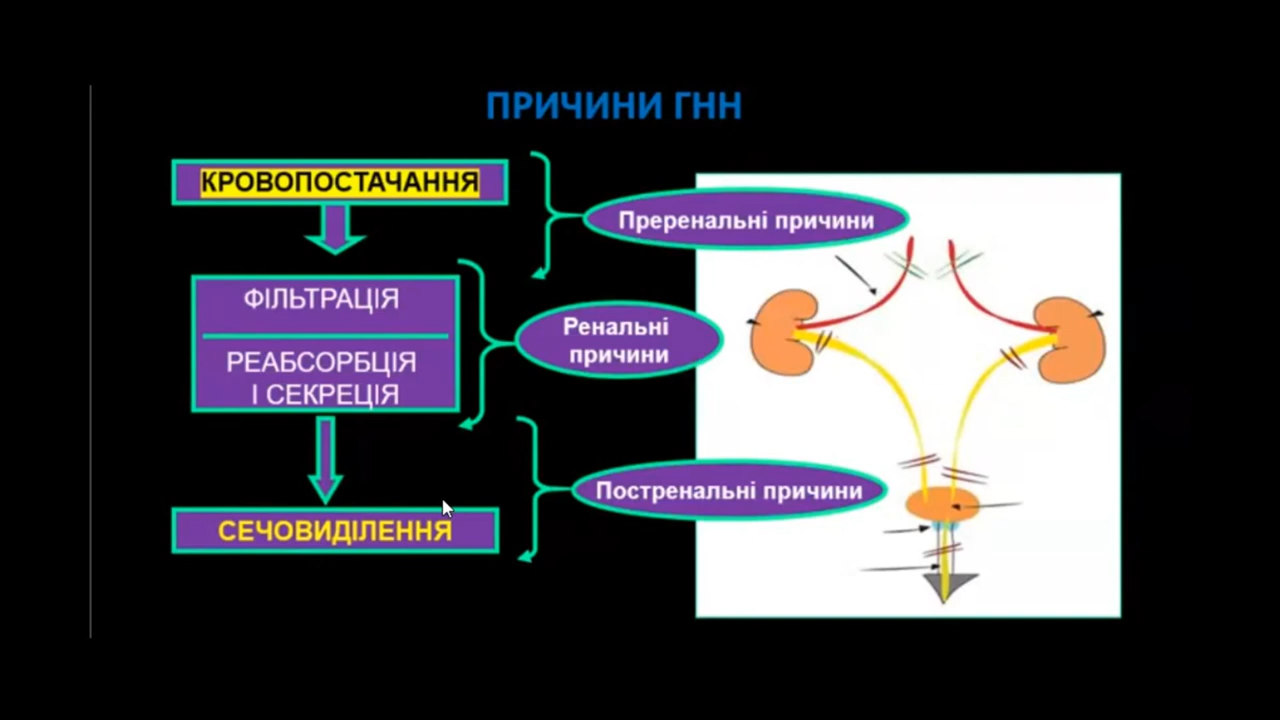 ПРИЧИНИ ГНН
КРОВОПОСТАЧАННЯ
Преренальні причини
ФІЛЬТРАЦІЯ
РЕАБСОРБЦІЯ
І СЕКРЕЦІЯ
Ренальні
причини
Постренальні причини
СЕЧОВИДІЛЕННЯ